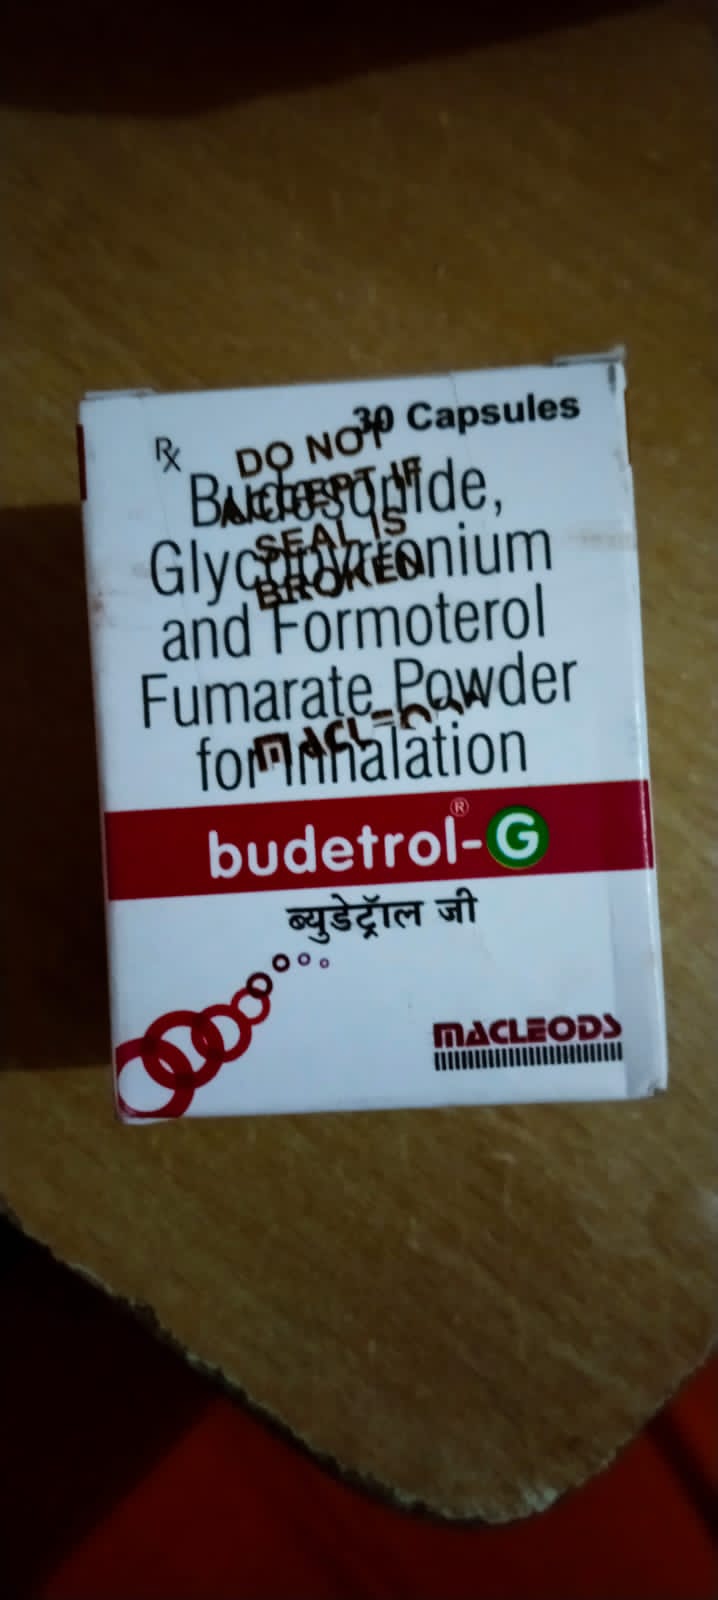 30 Capsules
Rx
DO NOT
ACCEPT IF
SEAL IS
BROKEN
Budesonide,
Glycopyrronium
and Formoterol
Fumarate Powder
for Inhalation
MACLEODS
budetrol®-G
ब्युडेट्रॉल जी
MACLEODS